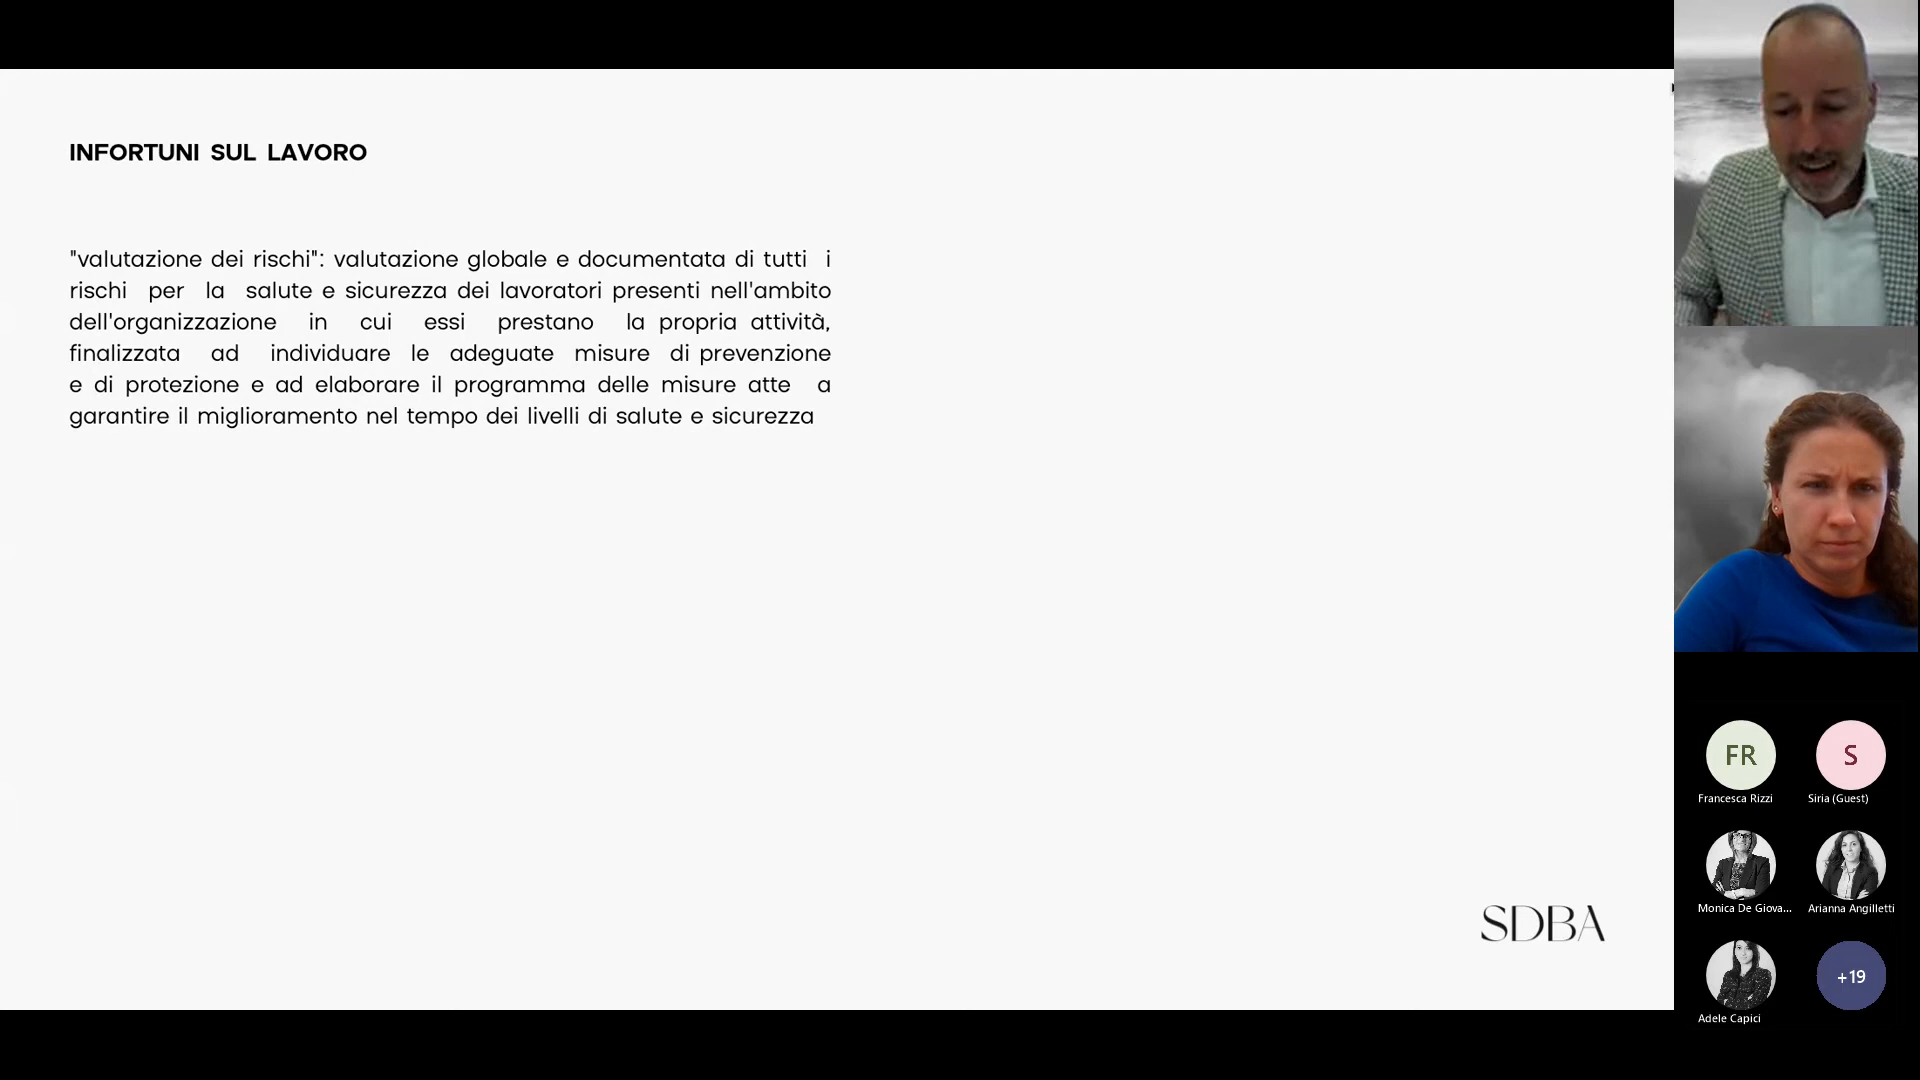 INFORTUNI SUL LAVORO
"valutazione dei rischi": valutazione globale e documentata di tutti i
rischi per la salute e sicurezza dei lavoratori presenti nell'ambito
dell'organizzazione in cui essi prestano la propria attività,
finalizzata ad individuare le adeguate misure di prevenzione
e di protezione e ad elaborare il programma delle misure atte a
garantire il miglioramento nel tempo dei livelli di salute e sicurezza
SDBA
FR
S
Francesca Rizzi
Siria (Guest)
Monica De Giova...
Arianna Angilletti
+19
Adele Capici